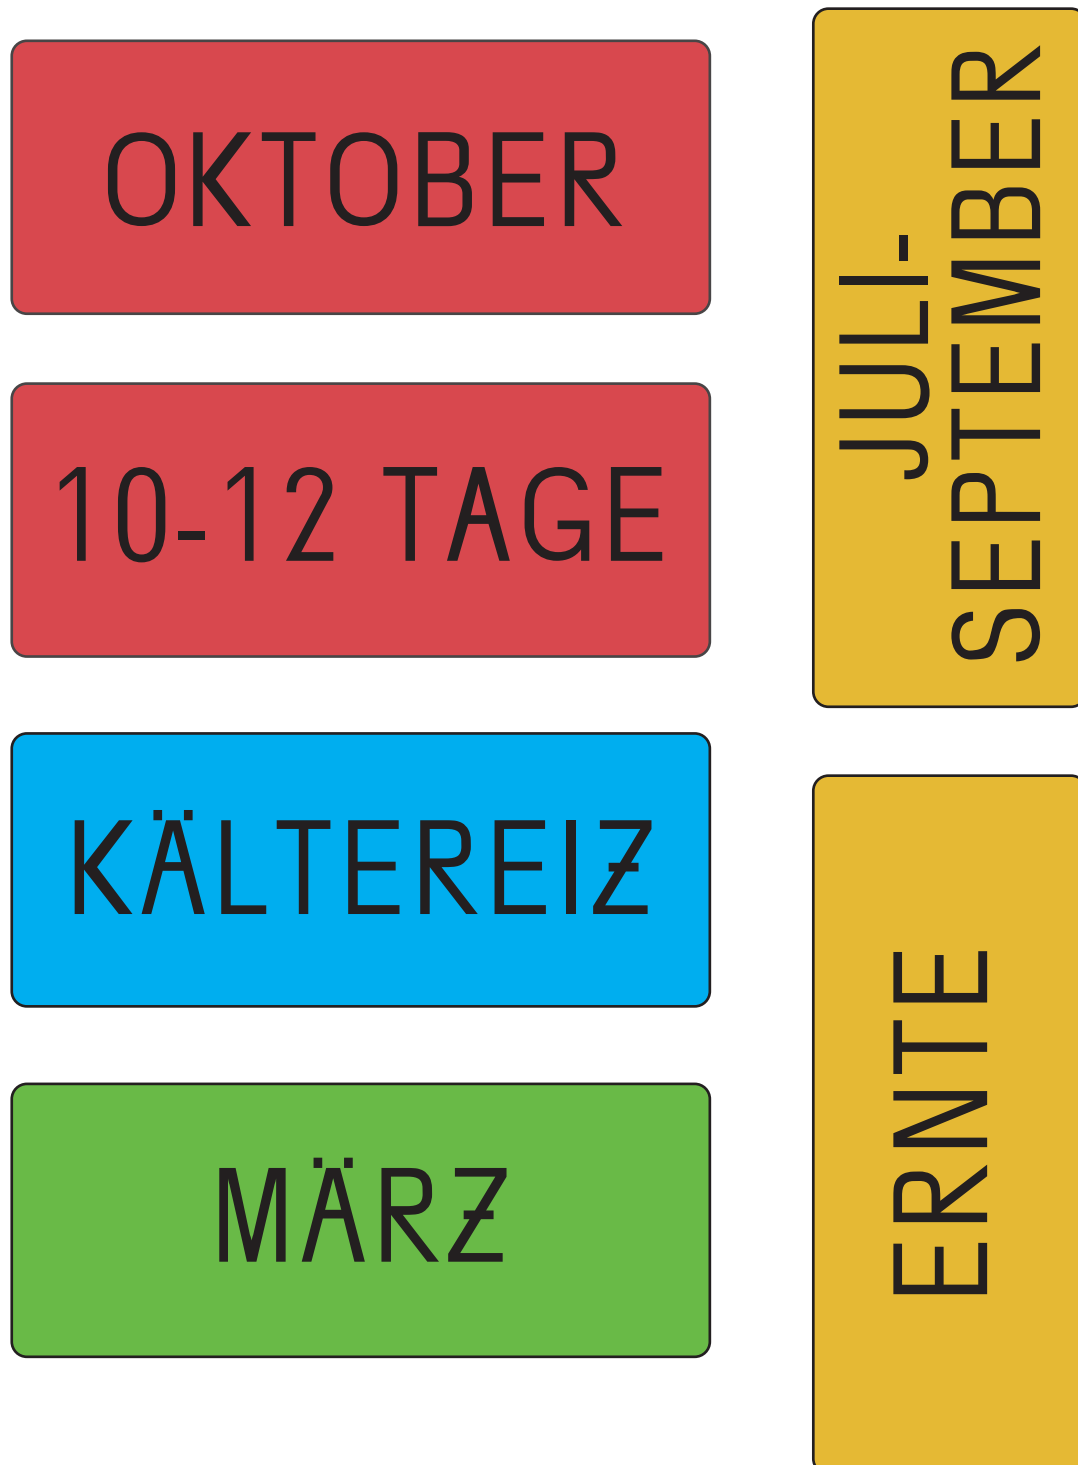 OKTOBER
10-12 TAGE
KÄLTEREIZ
MÄRZ
JULI-
SEPTEMBER
ERNTE